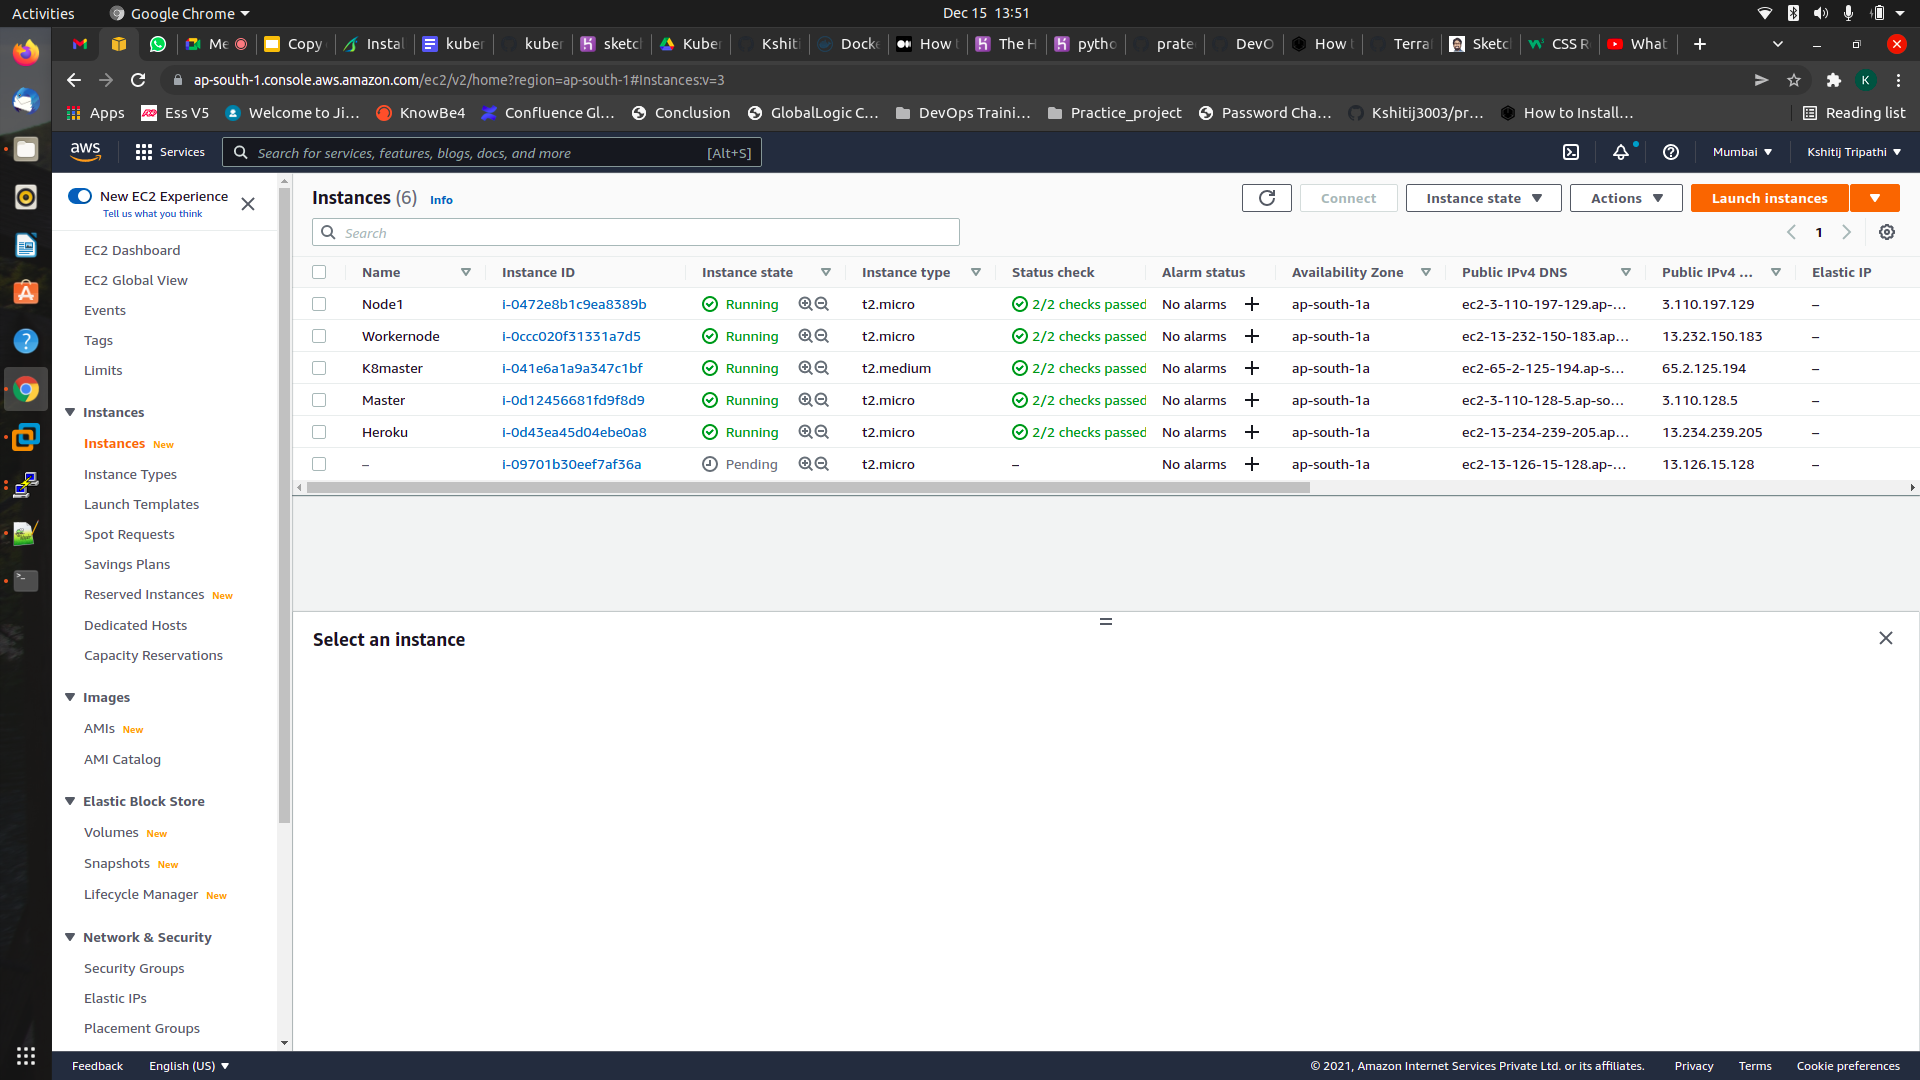 Activities
Google Chrome
Dec 15 13:51
Me
Copy
Instal
kuber
kuber
sketch
Kuber
Kshiti
Docke
How t
The H
pytho
prate
DevO
How t
Terra
Sketc
CSS R
What
ap-south-1.console.aws.amazon.com/ec2/v2/home?region=ap-south-1#Instances:v=3
K
Apps
Ess V5
Welcome to Ji...
KnowBe4
Confluence Gl...
Conclusion
GlobalLogic C...
DevOps Traini...
Practice_project
Password Cha...
Kshitij3003/pr...
How to Install...
Reading list
aws
Services
Search for services, features, blogs, docs, and more
[Alt+S]
Mumbai
Kshitij Tripathi
New EC2 Experience
Tell us what you think
EC2 Dashboard
EC2 Global View
Events
Tags
Limits
Instances
Instances New
Instance Types
Launch Templates
Spot Requests
Savings Plans
Reserved Instances New
Dedicated Hosts
Capacity Reservations
Images
AMIs New
AMI Catalog
Elastic Block Store
Volumes New
Snapshots New
Lifecycle Manager New
Network & Security
Security Groups
Elastic IPs
Placement Groups
Instances (6) Info
Connect
Instance state
Actions
Launch instances
Search
1
Name Instance ID Instance state Instance type Status check Alarm status Availability Zone Public IPv4 DNS Public IPv4 ... Elastic IP
Node1 i-0472e8b1c9ea8389b Running t2.micro 2/2 checks passed No alarms ap-south-1a ec2-3-110-197-129.ap-... 3.110.197.129 –
Workernode i-0ccc020f31331a7d5 Running t2.micro 2/2 checks passed No alarms ap-south-1a ec2-13-232-150-183.ap... 13.232.150.183 –
K8master i-041e6a1a9a347c1bf Running t2.medium 2/2 checks passed No alarms ap-south-1a ec2-65-2-125-194.ap-s... 65.2.125.194 –
Master i-0d12456681fd9f8d9 Running t2.micro 2/2 checks passed No alarms ap-south-1a ec2-3-110-128-5.ap-so... 3.110.128.5 –
Heroku i-0d43ea45d04ebe0a8 Running t2.micro 2/2 checks passed No alarms ap-south-1a ec2-13-234-239-205.ap... 13.234.239.205 –
– i-09701b30eef7af36a Pending t2.micro – No alarms ap-south-1a ec2-13-126-15-128.ap-... 13.126.15.128 –
Select an instance
Feedback
English (US)
© 2021, Amazon Internet Services Private Ltd. or its affiliates.
Privacy
Terms
Cookie preferences